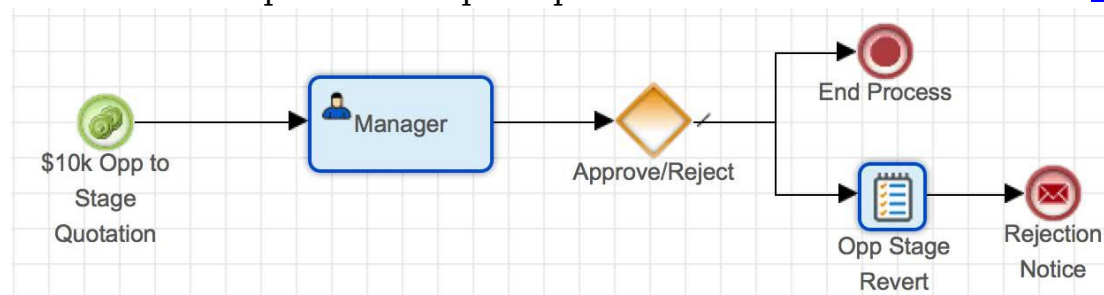 $10k Opp to
Stage
Quotation
Manager
Approve/Reject
End Process
Opp Stage
Revert
Rejection
Notice